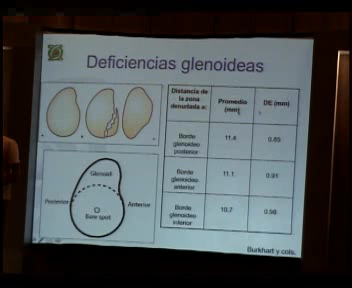 Deficiencias glenoideas
Distancia de
la zona
denudada a:
Promedio
(mm)
DE (mm)
Borde
glenoideo
posterior
11.4
0.85
Borde
glenoideo
anterior
11.1
0.91
Borde
glenoideo
inferior
10.7
0.98
Glenoid
Posterior
Anterior
Bare spot
Burkhart y cols.